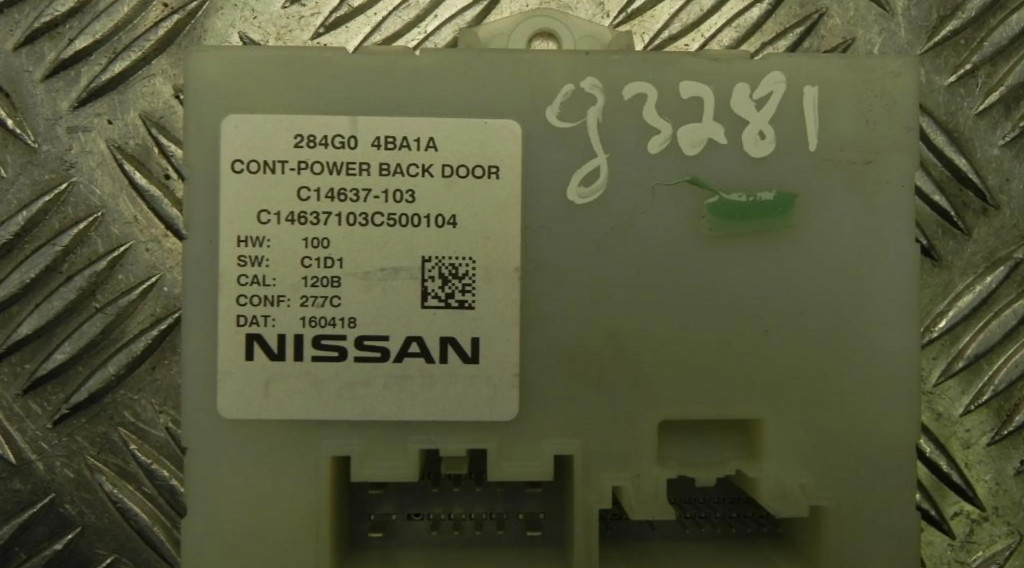 284G0 4BA1A
CONT-POWER BACK DOOR
C14637-103
C14637103C500104
HW: 100
SW: C1D1
CAL: 120B
CONF: 277C
DAT: 160418
NISSAN
g3281